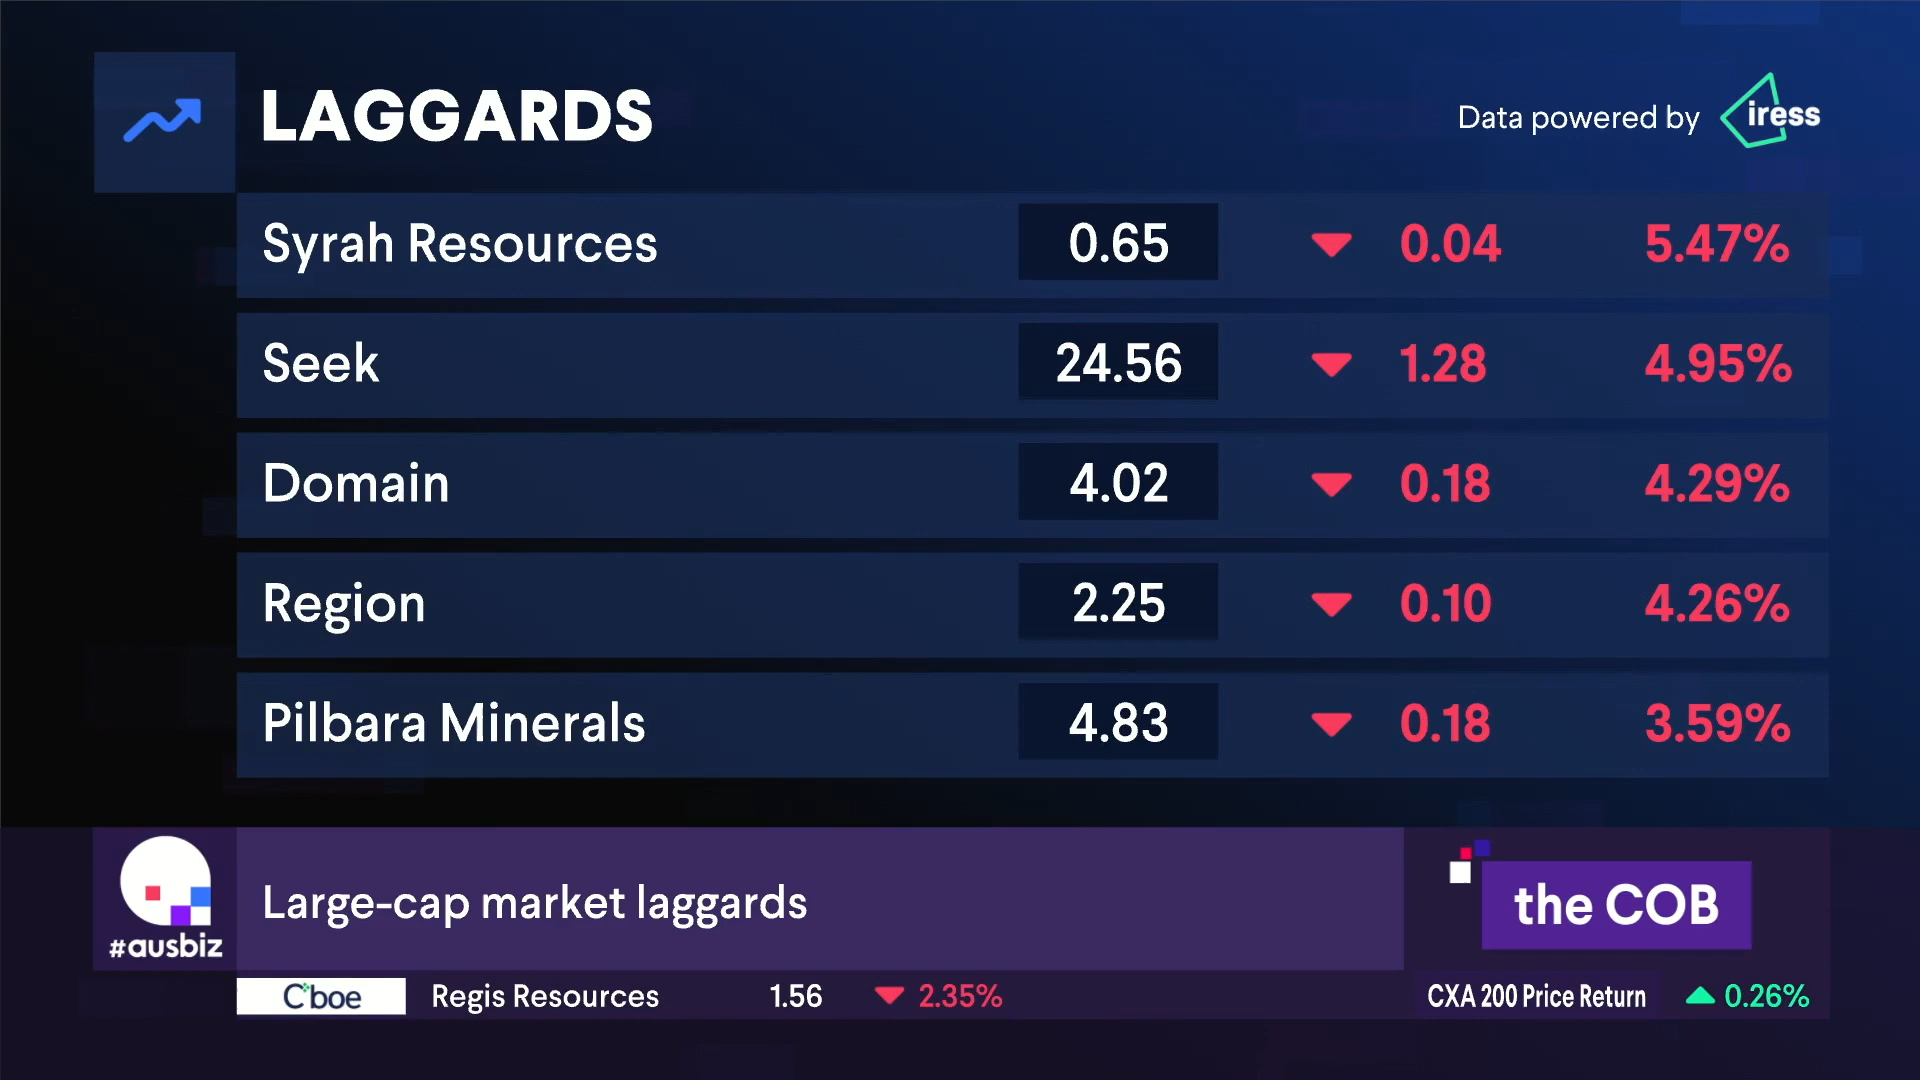 LAGGARDS
Data powered by iress
Syrah Resources 0.65 ▼ 0.04 5.47%
Seek 24.56 ▼ 1.28 4.95%
Domain 4.02 ▼ 0.18 4.29%
Region 2.25 ▼ 0.10 4.26%
Pilbara Minerals 4.83 ▼ 0.18 3.59%
#ausbiz
Large-cap market laggards
the COB
Cboe Regis Resources 1.56 ▼ 2.35% CXA 200 Price Return ▲ 0.26%